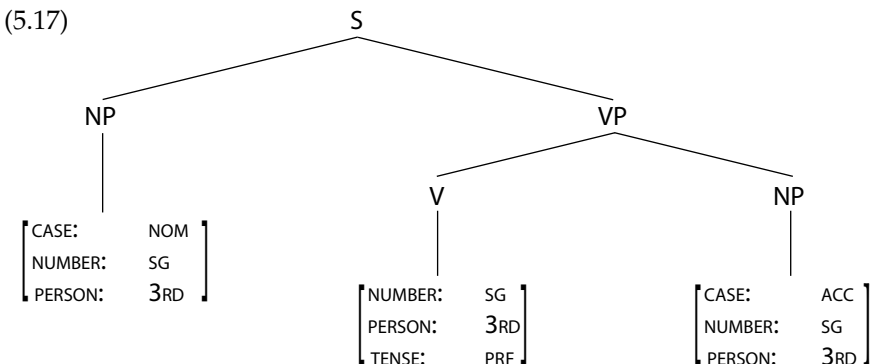 (5.17) S
NP VP
V NP
CASE: NOM
NUMBER: SG
PERSON: 3RD
NUMBER: SG
PERSON: 3RD
TENSE: PRE
CASE: ACC
NUMBER: SG
PERSON: 3RD